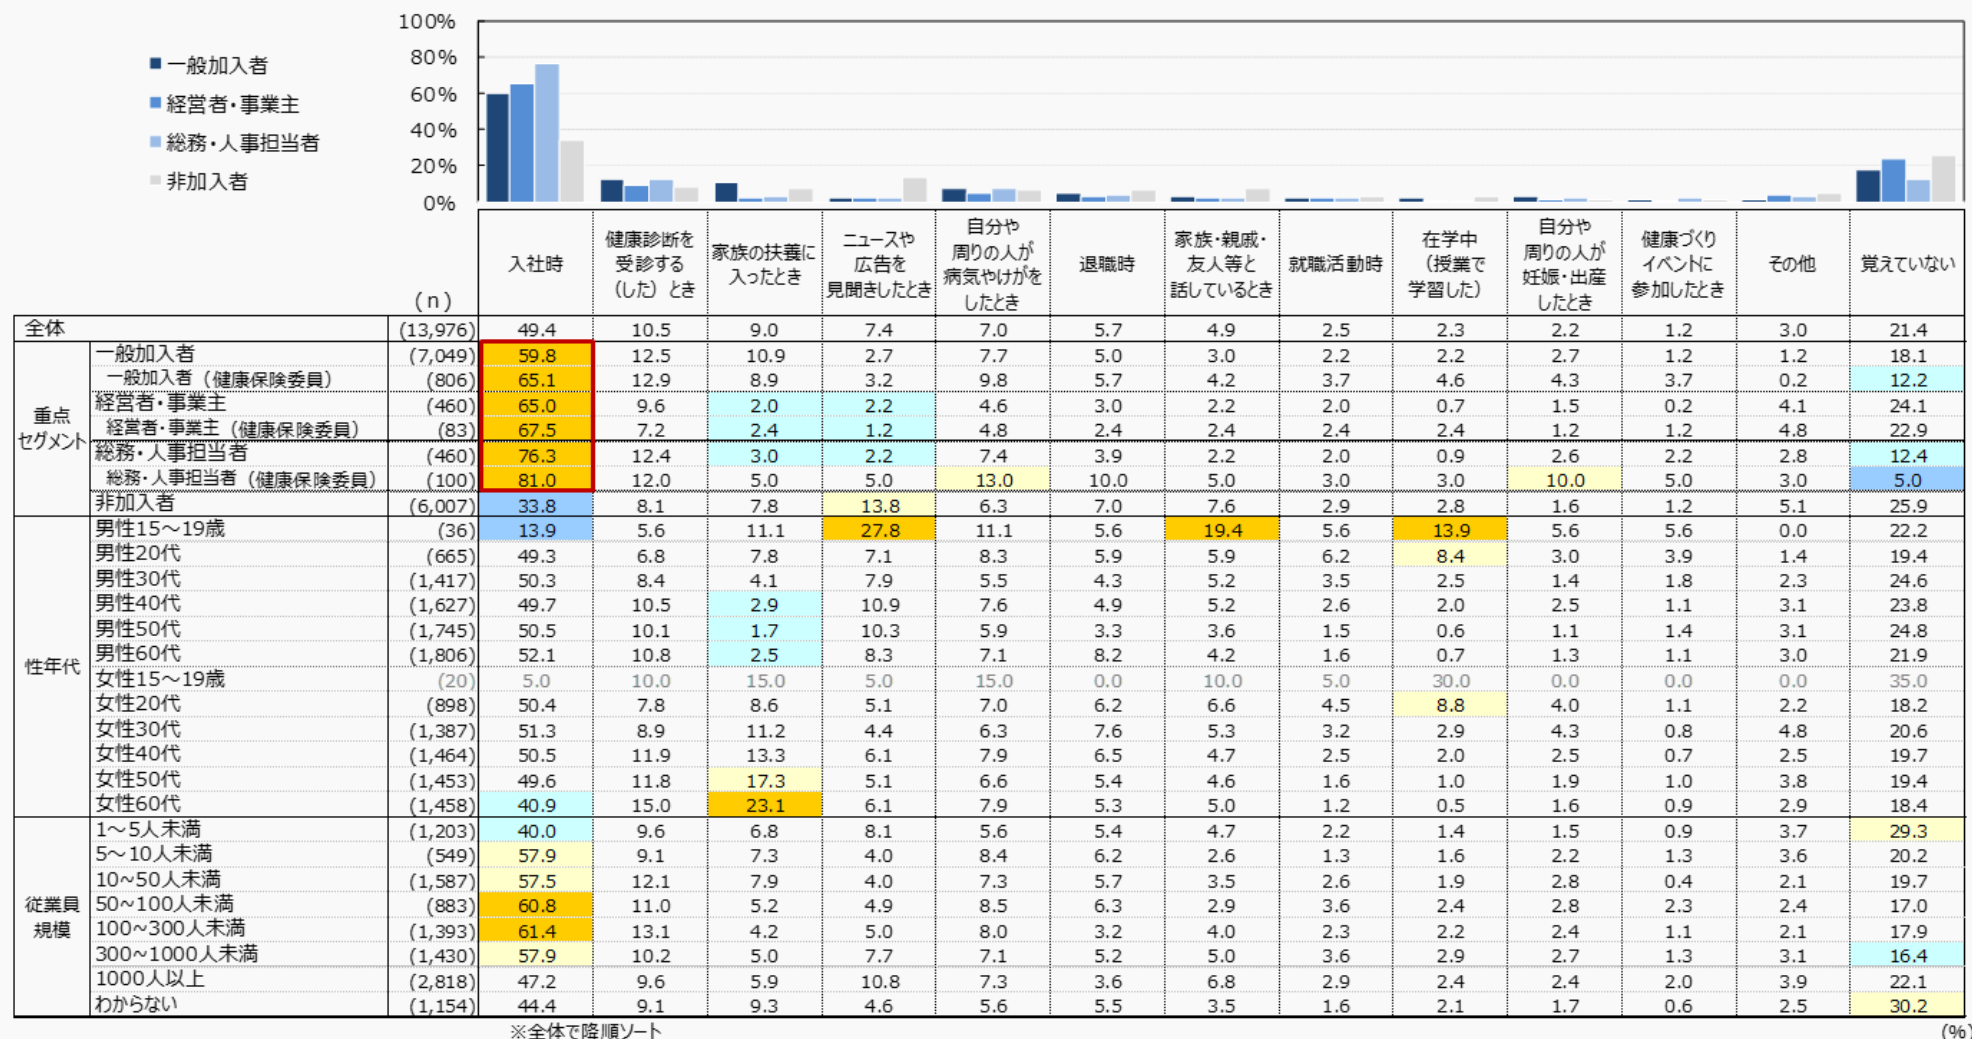 100%
80%
60%
40%
20%
0%
■ 一般加入者
■ 経営者・事業主
■ 総務・人事担当者
■ 非加入者
(n) 入社時 健康診断を受診する（した）とき 家族の扶養に入ったとき ニュースや広告を見聞きしたとき 自分や周りの人が病気やけがをしたとき 退職時 家族・親戚・友人等と話しているとき 就職活動時 在学中（授業で学習した） 自分や周りの人が妊娠・出産したとき 健康づくりイベントに参加したとき その他 覚えていない
全体 (13,976) 49.4 10.5 9.0 7.4 7.0 5.7 4.9 2.5 2.3 2.2 1.2 3.0 21.4
重点セグメント
一般加入者 (7,049) 59.8 12.5 10.9 2.7 7.7 5.0 3.0 2.2 2.2 2.7 1.2 1.2 18.1
一般加入者（健康保険委員） (806) 65.1 12.9 8.9 3.2 9.8 5.7 4.2 3.7 4.6 4.3 3.7 0.2 12.2
経営者・事業主 (460) 65.0 9.6 2.0 2.2 4.6 3.0 2.2 2.0 0.7 1.5 0.2 4.1 24.1
経営者・事業主（健康保険委員） (83) 67.5 7.2 2.4 1.2 4.8 2.4 2.4 2.4 2.4 1.2 1.2 4.8 22.9
総務・人事担当者 (460) 76.3 12.4 3.0 2.2 7.4 3.9 2.2 2.0 0.9 2.6 2.2 2.8 12.4
総務・人事担当者（健康保険委員） (100) 81.0 12.0 5.0 5.0 13.0 10.0 5.0 3.0 3.0 10.0 5.0 3.0 5.0
非加入者 (6,007) 33.8 8.1 7.8 13.8 6.3 7.0 7.6 2.9 2.8 1.6 1.2 5.1 25.9
性年代
男性15～19歳 (36) 13.9 5.6 11.1 27.8 11.1 5.6 19.4 5.6 13.9 5.6 5.6 0.0 22.2
男性20代 (665) 49.3 6.8 7.8 7.1 8.3 5.9 5.9 6.2 8.4 3.0 3.9 1.4 19.4
男性30代 (1,417) 50.3 8.4 4.1 7.9 5.5 4.3 5.2 3.5 2.5 1.4 1.8 2.3 24.6
男性40代 (1,627) 49.7 10.5 2.9 10.9 7.6 4.9 5.2 2.6 2.0 2.5 1.1 3.1 23.8
男性50代 (1,745) 50.5 10.1 1.7 10.3 5.9 3.3 3.6 1.5 0.6 1.1 1.4 3.1 24.8
男性60代 (1,806) 52.1 10.8 2.5 8.3 7.1 8.2 4.2 1.6 0.7 1.3 1.1 3.0 21.9
女性15～19歳 (20) 5.0 10.0 15.0 5.0 15.0 0.0 10.0 5.0 30.0 0.0 0.0 0.0 35.0
女性20代 (898) 50.4 7.8 8.6 5.1 7.0 6.2 6.6 4.5 8.8 4.0 1.1 2.2 18.2
女性30代 (1,387) 51.3 8.9 11.2 4.4 6.3 7.6 5.3 3.2 2.9 4.3 0.8 4.8 20.6
女性40代 (1,464) 50.5 11.9 13.3 6.1 7.9 6.5 4.7 2.5 2.0 2.5 0.7 2.5 19.7
女性50代 (1,453) 49.6 11.8 17.3 5.1 6.6 5.4 4.6 1.6 1.0 1.9 1.0 3.8 19.4
女性60代 (1,458) 40.9 15.0 23.1 6.1 7.9 5.3 5.0 1.2 0.5 1.6 0.9 2.9 18.4
従業員規模
1～5人未満 (1,203) 40.0 9.6 6.8 8.1 5.6 5.4 4.7 2.2 1.4 1.5 0.9 3.7 29.3
5～10人未満 (549) 57.9 9.1 7.3 4.0 8.4 6.2 2.6 1.3 1.6 2.2 1.3 3.6 20.2
10~50人未満 (1,587) 57.5 12.1 7.9 4.0 7.3 5.7 3.5 2.6 1.9 2.8 0.4 2.1 19.7
50~100人未満 (883) 60.8 11.0 5.2 4.9 8.5 6.3 2.9 3.6 2.4 2.8 2.3 2.4 17.0
100~300人未満 (1,393) 61.4 13.1 4.2 5.0 8.0 3.2 4.0 2.3 2.2 2.4 1.1 2.1 17.9
300~1000人未満 (1,430) 57.9 10.2 5.0 7.7 7.1 5.2 5.0 3.6 2.9 2.7 1.3 3.1 16.4
1000人以上 (2,818) 47.2 9.6 5.9 10.8 7.3 3.6 6.8 2.9 2.4 2.4 2.0 3.9 22.1
わからない (1,154) 44.4 9.1 9.3 4.6 5.6 5.5 3.5 1.6 2.1 1.7 0.6 2.5 30.2
※全体で降順ソート
(%)